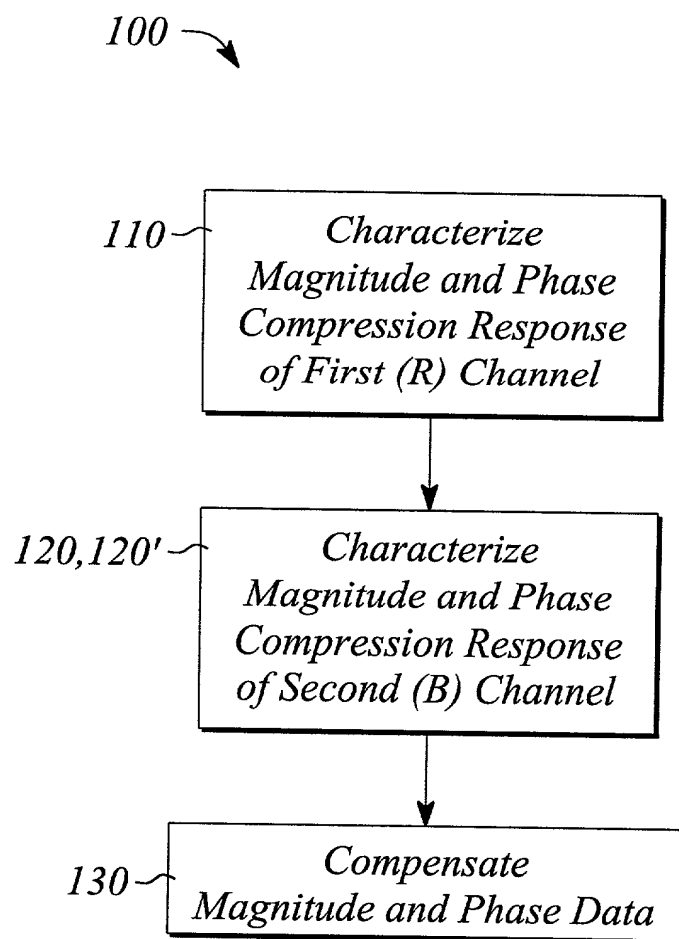 100
110
Characterize
Magnitude and Phase
Compression Response
of First (R) Channel
120,120'
Characterize
Magnitude and Phase
Compression Response
of Second (B) Channel
130
Compensate
Magnitude and Phase Data